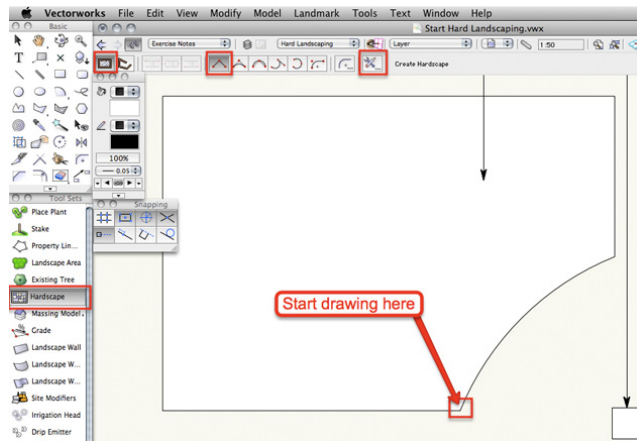 Vectorworks File Edit View Modify Model Landmark Tools Text Window Help
Basic
Start Hard Landscaping.vwx
Exercise Notes
Hard Landscaping
Layer
1:50
Create Hardscape
100%
0.05
Snapping
Tool Sets
Place Plant
Stake
Property Lin...
Landscape Area
Existing Tree
Hardscape
Massing Model.
Grade
Landscape Wall
Landscape W...
Landscape W...
Site Modifiers
Irrigation Head
Drip Emitter
Start drawing here